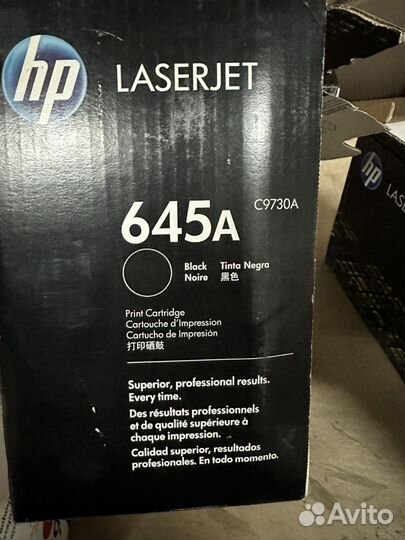 hp
LASERJET
645A C9730A
Black Tinta Negra
Noire 黑色
Print Cartridge
Cartouche d'Impression
Cartucho de Impresión
打印硒鼓
Superior, professional results.
Every time.
Des résultats professionnels
et de qualité supérieure à
chaque impression.
Calidad superior, resultados
profesionales. En todo momento.
hp
LASE
Avito